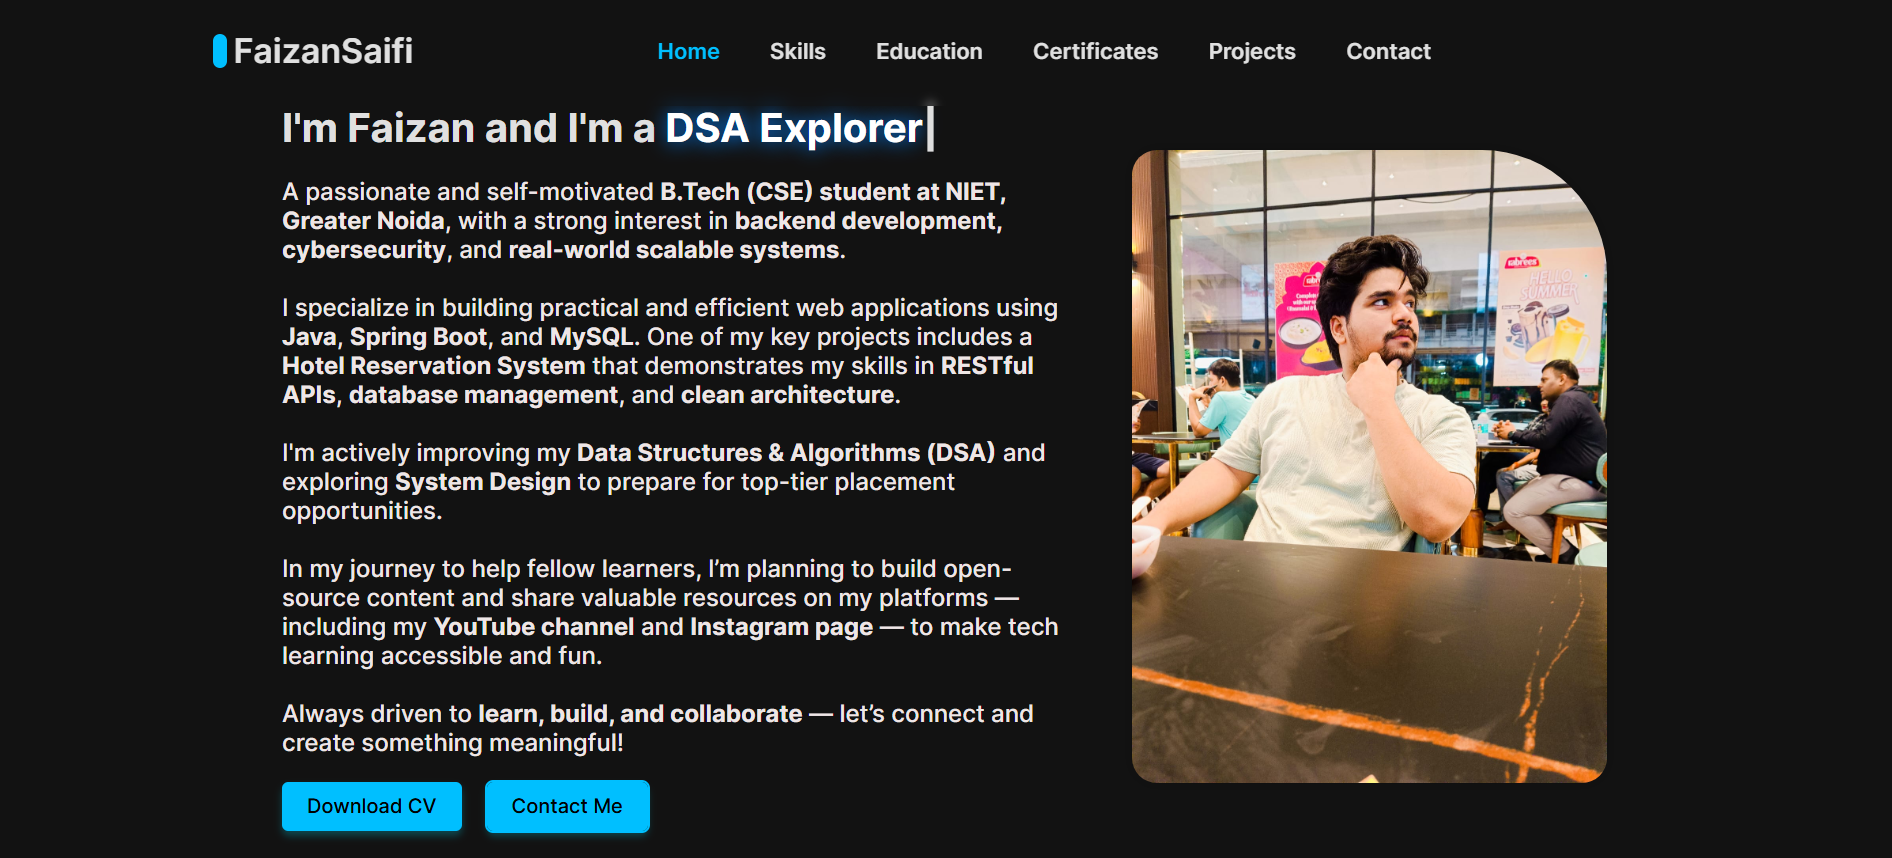 FaizanSaifi
Home Skills Education Certificates Projects Contact
I'm Faizan and I'm a DSA Explorer|
A passionate and self-motivated B.Tech (CSE) student at NIET,
Greater Noida, with a strong interest in backend development,
cybersecurity, and real-world scalable systems.
I specialize in building practical and efficient web applications using
Java, Spring Boot, and MySQL. One of my key projects includes a
Hotel Reservation System that demonstrates my skills in RESTful
APIs, database management, and clean architecture.
I'm actively improving my Data Structures & Algorithms (DSA) and
exploring System Design to prepare for top-tier placement
opportunities.
In my journey to help fellow learners, I’m planning to build open-
source content and share valuable resources on my platforms —
including my YouTube channel and Instagram page — to make tech
learning accessible and fun.
Always driven to learn, build, and collaborate — let’s connect and
create something meaningful!
Download CV Contact Me
HELLO
SUMMER